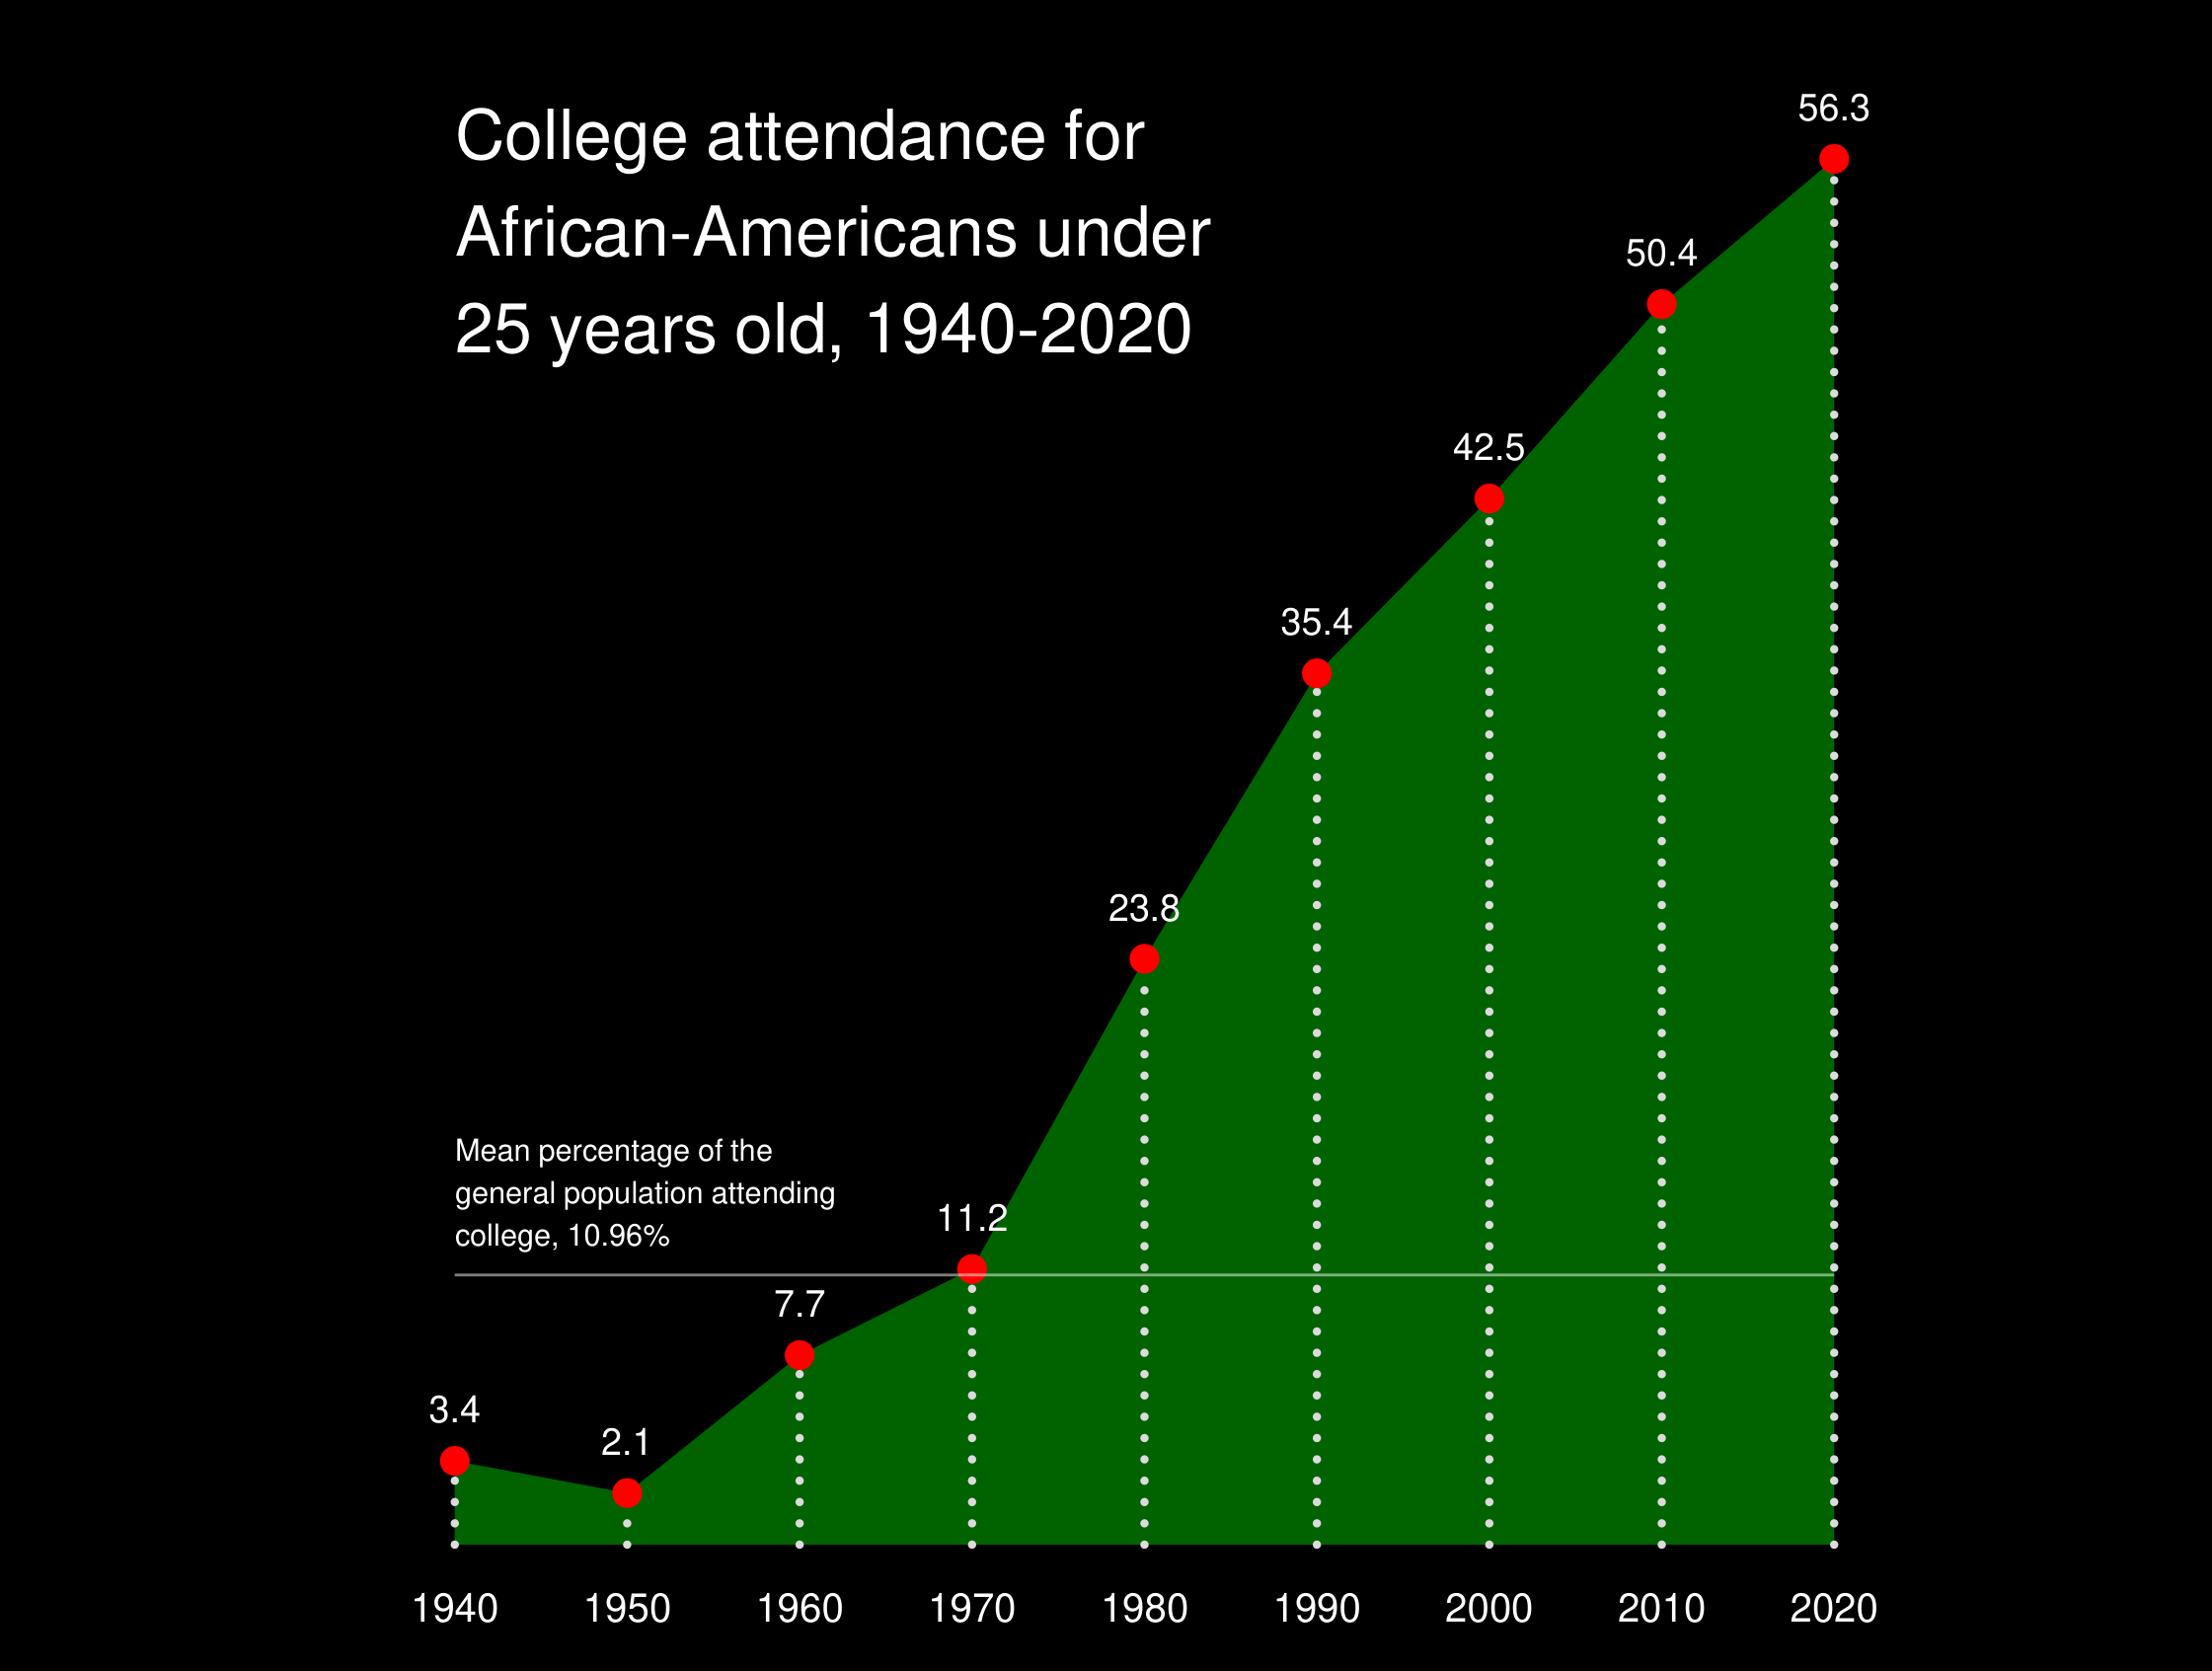 College attendance for
African-Americans under
25 years old, 1940-2020
56.3
50.4
42.5
35.4
23.8
Mean percentage of the
general population attending
college, 10.96%
11.2
7.7
3.4
2.1
1940 1950 1960 1970 1980 1990 2000 2010 2020